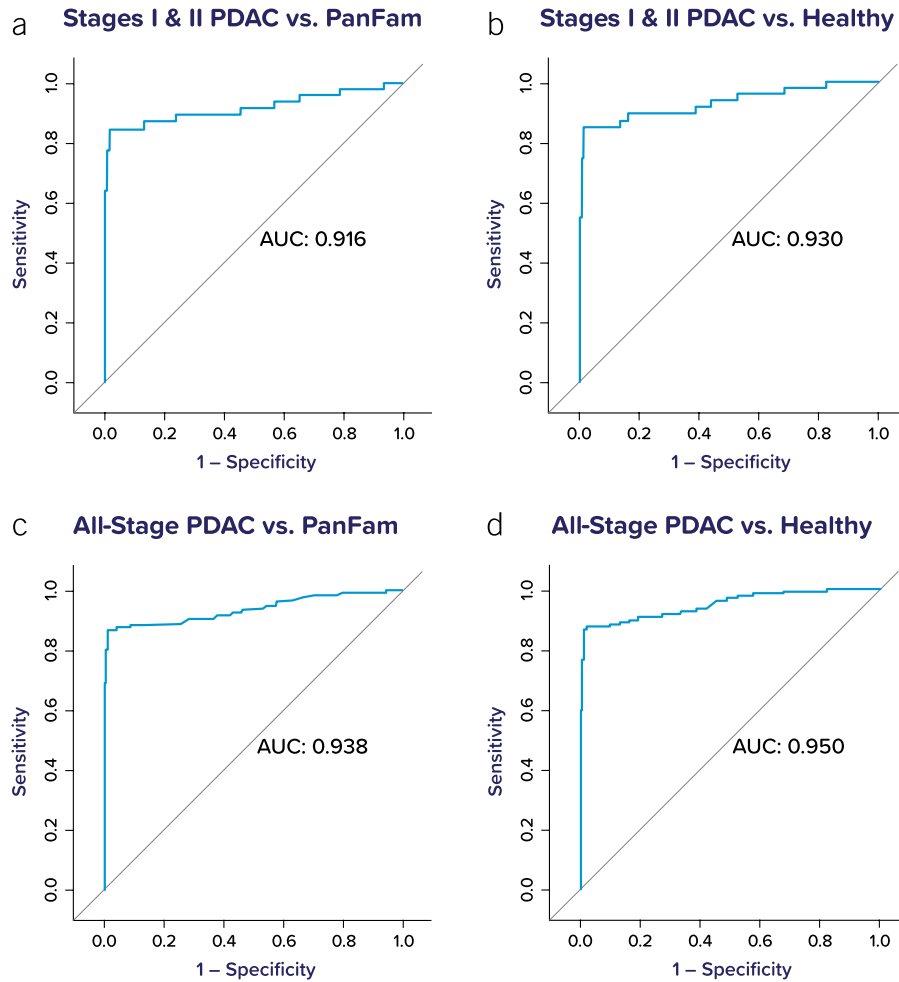 a
Stages I & II PDAC vs. PanFam
Sensitivity
1.0
0.8
0.6
0.4
0.2
0.0
AUC: 0.916
0.0 0.2 0.4 0.6 0.8 1.0
1 – Specificity
b
Stages I & II PDAC vs. Healthy
Sensitivity
1.0
0.8
0.6
0.4
0.2
0.0
AUC: 0.930
0.0 0.2 0.4 0.6 0.8 1.0
1 – Specificity
c
All-Stage PDAC vs. PanFam
Sensitivity
1.0
0.8
0.6
0.4
0.2
0.0
AUC: 0.938
0.0 0.2 0.4 0.6 0.8 1.0
1 – Specificity
d
All-Stage PDAC vs. Healthy
Sensitivity
1.0
0.8
0.6
0.4
0.2
0.0
AUC: 0.950
0.0 0.2 0.4 0.6 0.8 1.0
1 – Specificity